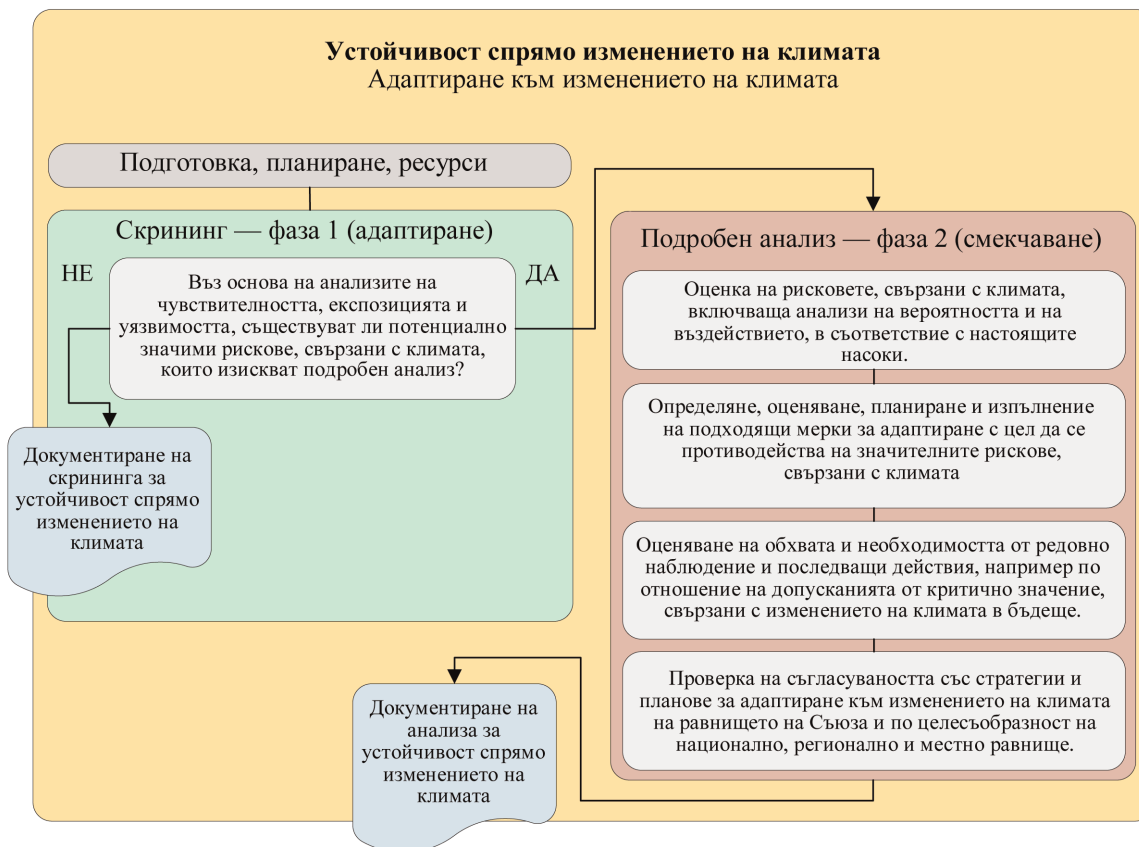 Устойчивост спрямо изменението на климата
Адаптиране към изменението на климата
Подготовка, планиране, ресурси
Скрининг — фаза 1 (адаптиране)
НЕ
ДА
Въз основа на анализите на
чувствителността, експозицията и
уязвимостта, съществуват ли потенциално
значими рискове, свързани с климата,
които изискват подробен анализ?
Документиране на
скрининга за
устойчивост спрямо
изменението на
климата
Подробен анализ — фаза 2 (смекчаване)
Оценка на рисковете, свързани с климата,
включваща анализи на вероятността и на
въздействието, в съответствие с настоящите
насоки.
Определяне, оценяване, планиране и изпълнение
на подходящи мерки за адаптиране с цел да се
противодейства на значителните рискове,
свързани с климата
Оценяване на обхвата и необходимостта от редовно
наблюдение и последващи действия, например по
отношение на допусканията от критично значение,
свързани с изменението на климата в бъдеще.
Проверка на съгласуваността със стратегии и
планове за адаптиране към изменението на климата
на равнището на Съюза и по целесъобразност на
национално, регионално и местно равнище.
Документиране на
анализа за
устойчивост спрямо
изменението на
климата